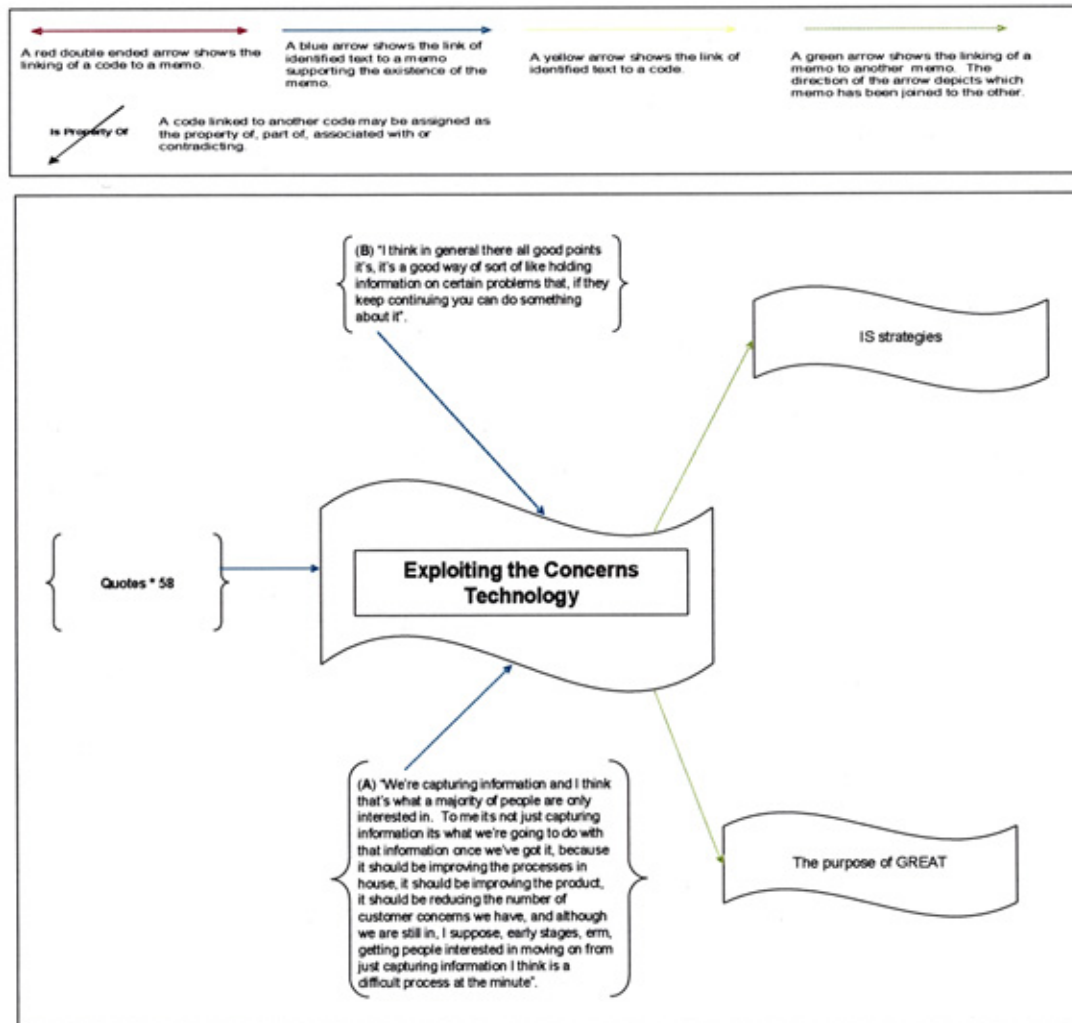 A red double ended arrow shows the
linking of a code to a memo.
A blue arrow shows the link of
identified text to a memo
supporting the existence of the
memo.
A yellow arrow shows the link of
identified text to a code.
A green arrow shows the linking of a
memo to another memo. The
direction of the arrow depicts which
memo has been joined to the other.
Is Property Of
A code linked to another code may be assigned as
the property of, part of, associated with or
contradicting.
(B) "I think in general there all good points
it's, it's a good way of sort of like holding
information on certain problems that, if they
keep continuing you can do something
about it".
IS strategies
Quotes * 58
Exploiting the Concerns
Technology
(A) "We're capturing information and I think
that's what a majority of people are only
interested in. To me its not just capturing
information its what we're going to do with
that information once we've got it, because
it should be improving the processes in
house, it should be improving the product,
it should be reducing the number of
customer concerns we have, and although
we are still in, I suppose, early stages, erm,
getting people interested in moving on from
just capturing information I think is a
difficult process at the minute".
The purpose of GREAT